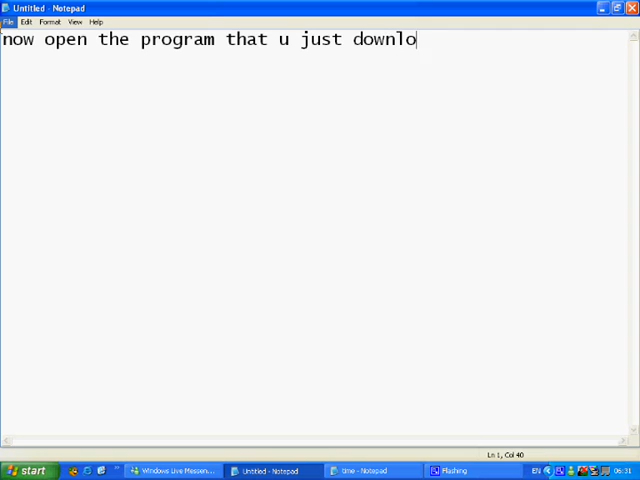 Untitled - Notepad
File Edit Format View Help
now open the program that u just downlo
Ln 1, Col 40
start Windows Live Messen... Untitled - Notepad time - Notepad Flashing EN 06:31